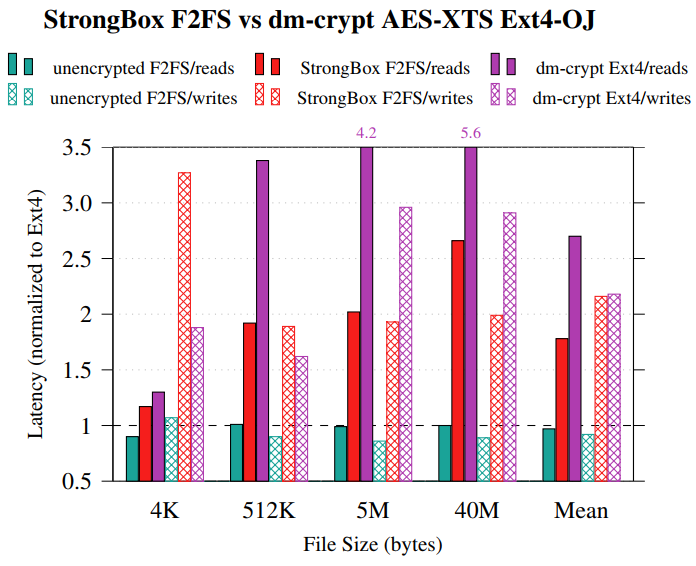 StrongBox F2FS vs dm-crypt AES-XTS Ext4-OJ
unencrypted F2FS/reads StrongBox F2FS/reads dm-crypt Ext4/reads
unencrypted F2FS/writes StrongBox F2FS/writes dm-crypt Ext4/writes
4.2 5.6
3.5
3.0
2.5
2
1.5
1
0.5
Latency (normalized to Ext4)
4K 512K 5M 40M Mean
File Size (bytes)